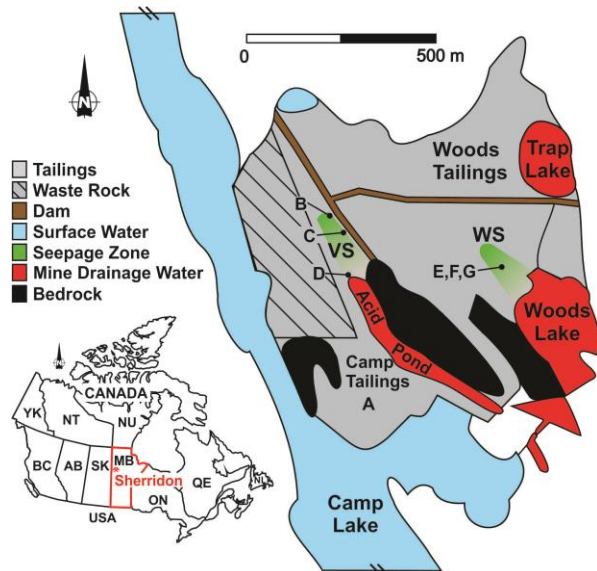 0
500 m
N
Tailings
Waste Rock
Dam
Surface Water
Seepage Zone
Mine Drainage Water
Bedrock
Woods
Tailings
Trap
Lake
B
C
VS
D
WS
E,F,G
Woods
Lake
Acid
Pond
Camp
Tailings
A
Camp
Lake
N
CANADA
YK
NT
NU
BC
AB
SK
MB
Sherridon
ON
QE
NL
USA